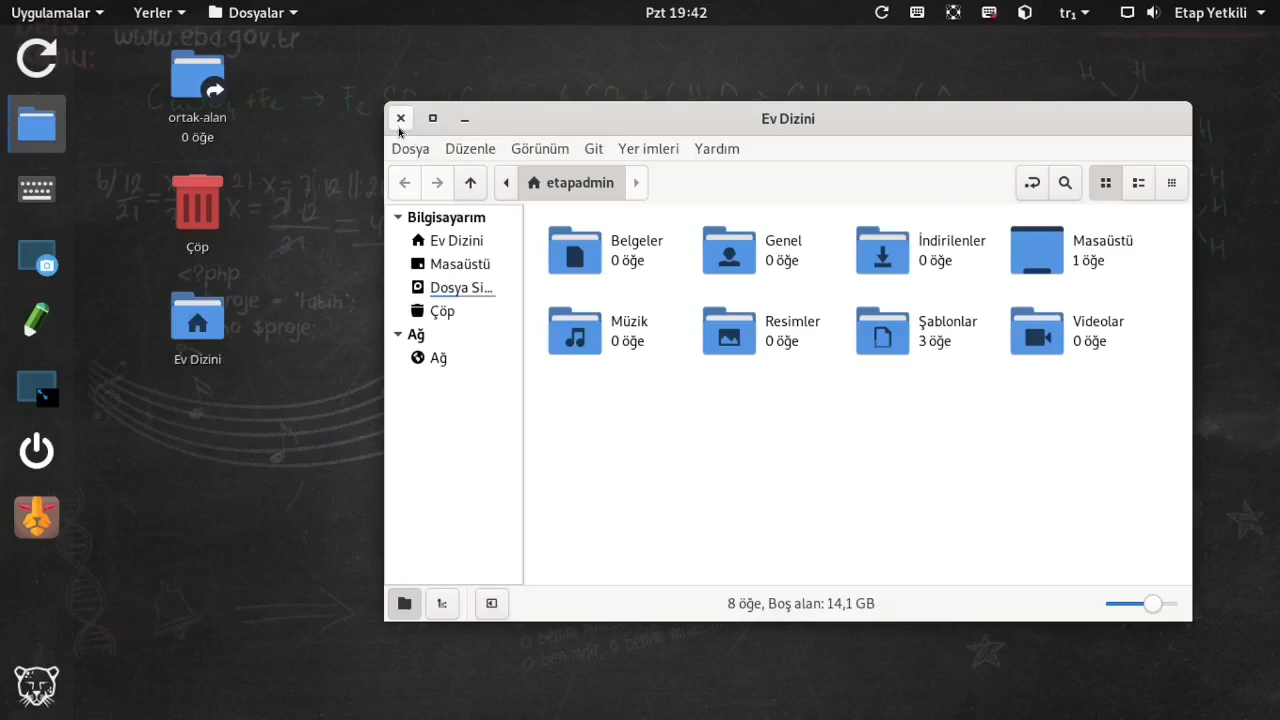 Uygulamalar
Yerler
Dosyalar
Pzt 19:42
tr₁
Etap Yetkili
www.eba.gov.tr
ortak-alan
0 öğe
Çöp
<?php
Ev Dizini
Ev Dizini
Dosya
Düzenle
Görünüm
Git
Yer imleri
Yardım
etapadmin
Bilgisayarım
Ev Dizini
Masaüstü
Dosya Si...
Çöp
Ağ
Ağ
Belgeler
0 öğe
Genel
0 öğe
İndirilenler
0 öğe
Masaüstü
1 öğe
Müzik
0 öğe
Resimler
0 öğe
Şablonlar
3 öğe
Videolar
0 öğe
8 öğe, Boş alan: 14,1 GB